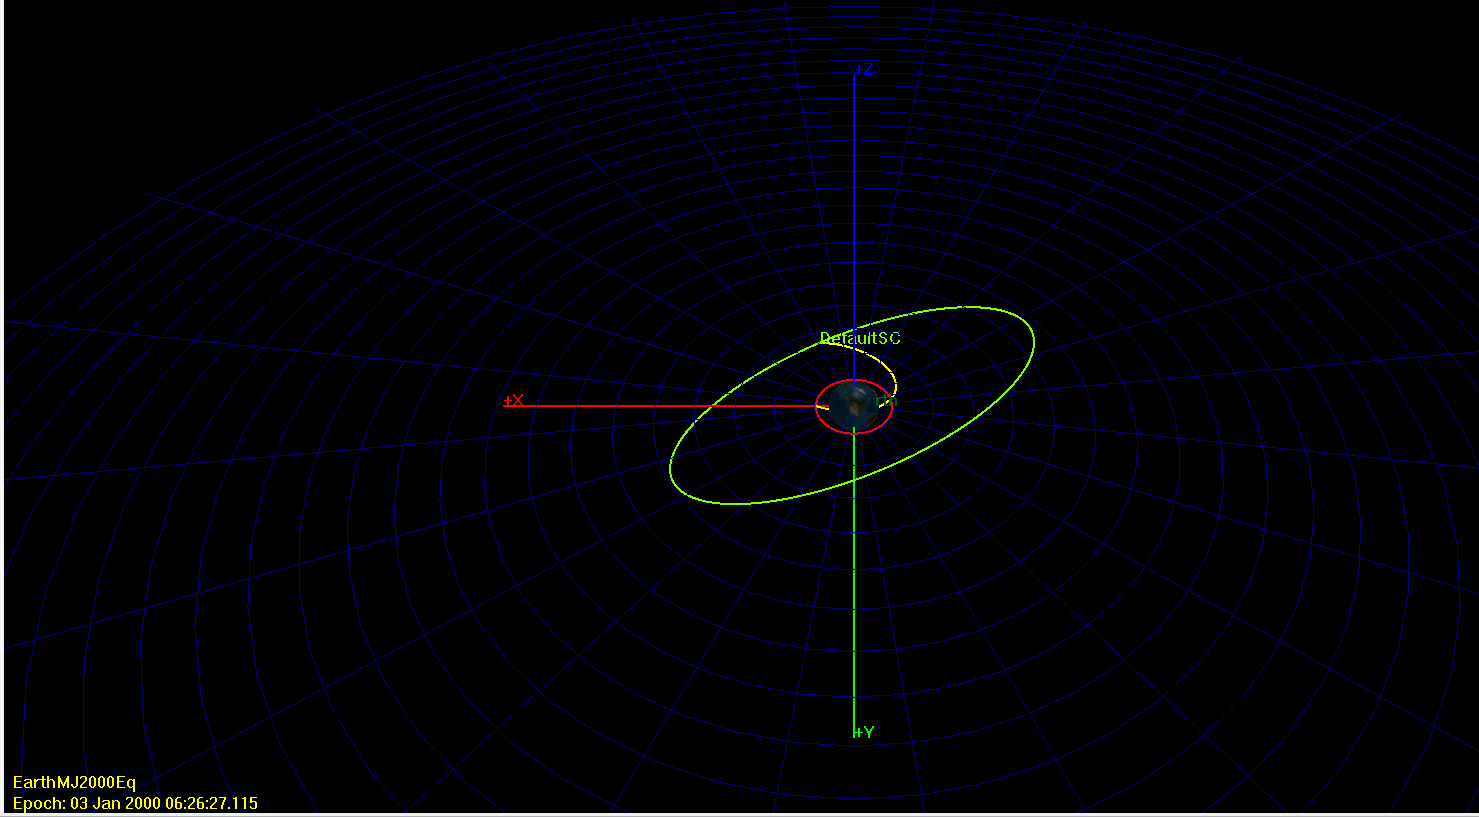 +Z
DefaultSC
+X
+Y
EarthMJ2000Eq
Epoch: 03 Jan 2000 06:26:27.115